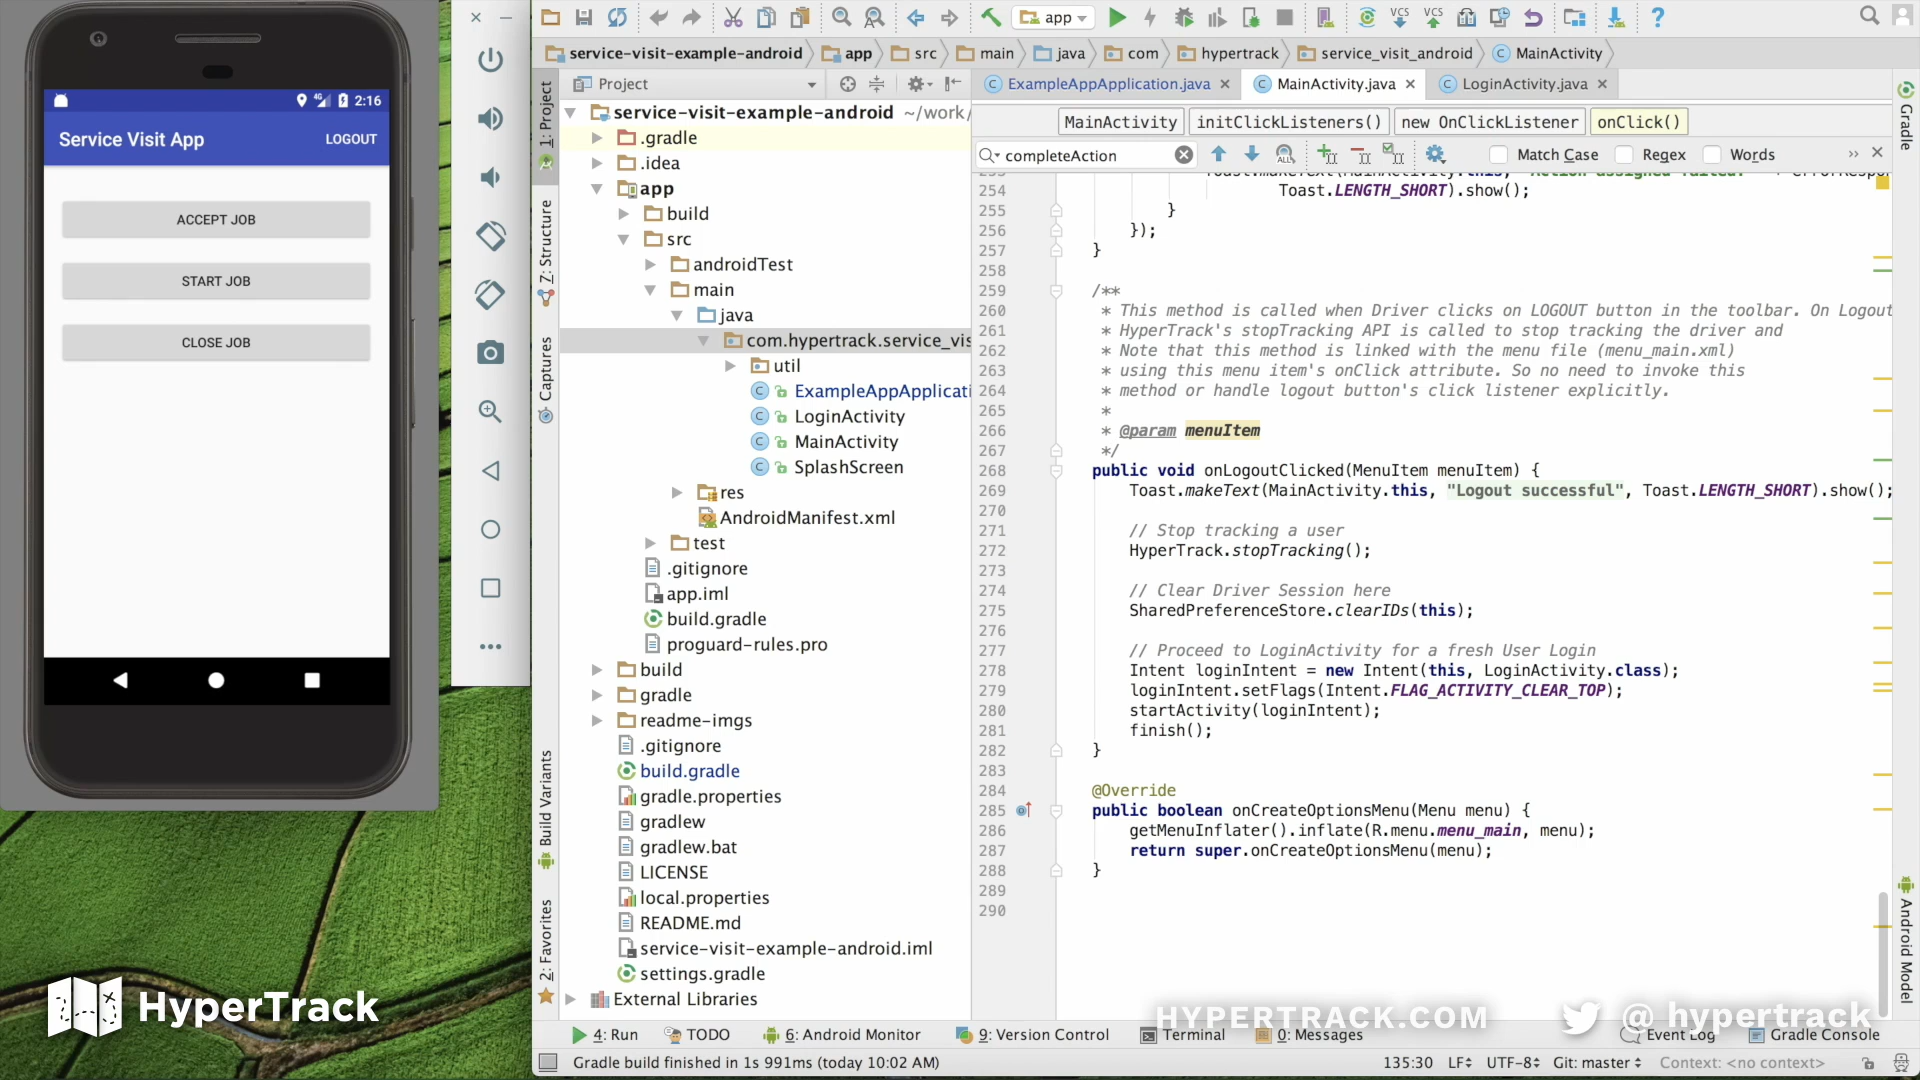 2:16
Service Visit App
LOGOUT
ACCEPT JOB
START JOB
CLOSE JOB
HyperTrack
app
service-visit-example-android
app
src
main
java
com
hypertrack
service_visit_android
MainActivity
1: Project
Z: Structure
Captures
Build Variants
2: Favorites
Project
service-visit-example-android ~/work/
.gradle
.idea
app
build
src
androidTest
main
java
com.hypertrack.service_vis
util
ExampleAppApplicati
LoginActivity
MainActivity
SplashScreen
res
AndroidManifest.xml
test
.gitignore
app.iml
build.gradle
proguard-rules.pro
build
gradle
readme-imgs
.gitignore
build.gradle
gradle.properties
gradlew
gradlew.bat
LICENSE
local.properties
README.md
service-visit-example-android.iml
settings.gradle
External Libraries
ExampleAppApplication.java
MainActivity.java
LoginActivity.java
MainActivity
initClickListeners()
new OnClickListener
onClick()
completeAction
Match Case
Regex
Words
254 Toast.LENGTH_SHORT).show();
255 }
256 });
257 }
258
259 /**
260 * This method is called when Driver clicks on LOGOUT button in the toolbar. On Logout
261 * HyperTrack's stopTracking API is called to stop tracking the driver and
262 * Note that this method is linked with the menu file (menu_main.xml)
263 * using this menu item's onClick attribute. So no need to invoke this
264 * method or handle logout button's click listener explicitly.
265 *
266 * @param menuItem
267 */
268 public void onLogoutClicked(MenuItem menuItem) {
269 Toast.makeText(MainActivity.this, "Logout successful", Toast.LENGTH_SHORT).show();
270
271 // Stop tracking a user
272 HyperTrack.stopTracking();
273
274 // Clear Driver Session here
275 SharedPreferenceStore.clearIDs(this);
276
277 // Proceed to LoginActivity for a fresh User Login
278 Intent loginIntent = new Intent(this, LoginActivity.class);
279 loginIntent.setFlags(Intent.FLAG_ACTIVITY_CLEAR_TOP);
280 startActivity(loginIntent);
281 finish();
282 }
283
284 @Override
285 public boolean onCreateOptionsMenu(Menu menu) {
286 getMenuInflater().inflate(R.menu.menu_main, menu);
287 return super.onCreateOptionsMenu(menu);
288 }
289
290
Gradle
Android Model
HYPERTRACK.COM
@hypertrack
4: Run
TODO
6: Android Monitor
9: Version Control
Terminal
0: Messages
Event Log
Gradle Console
Gradle build finished in 1s 991ms (today 10:02 AM)
135:30
LF
UTF-8
Git: master
Context: <no context>